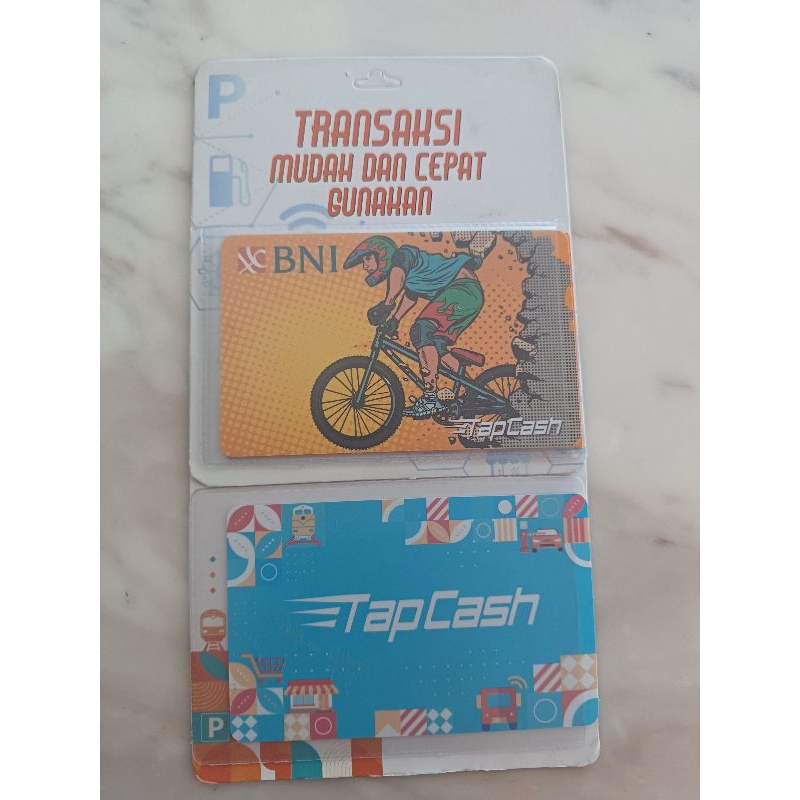 P
TRANSAKSI
MUDAH DAN CEPAT
GUNAKAN
BNI
TapCash
TapCash
P